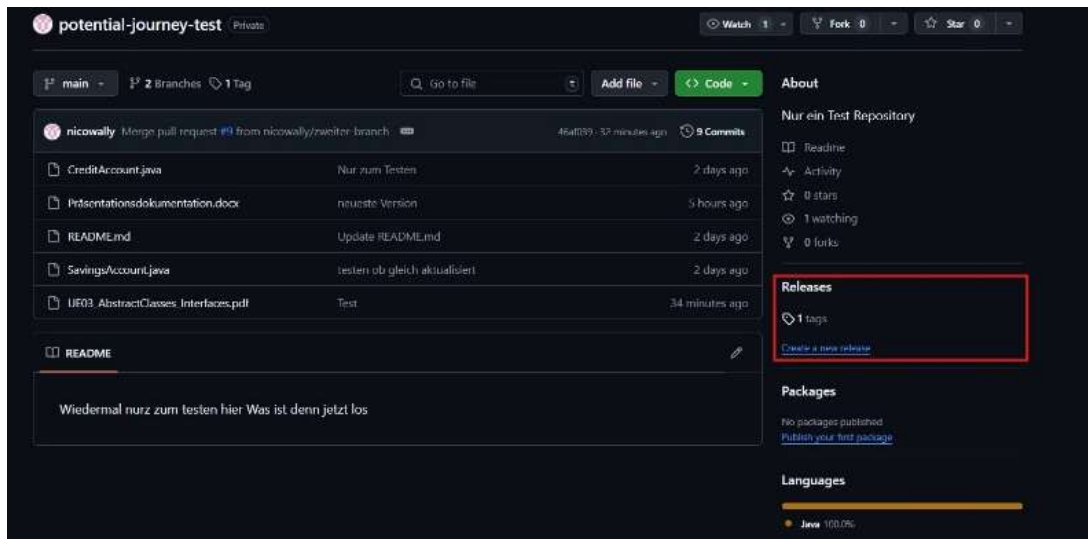 potential-journey-test Private
Watch 1
Fork 0
Star 0
main
2 Branches
1 Tag
Go to file
t
Add file
Code
nicowally Merge pull request #9 from nicowally/zweiter-branch
46af039 · 32 minutes ago
9 Commits
CreditAccount.java Nur zum Testen 2 days ago
Präsentationsdokumentation.docx neueste Version 5 hours ago
README.md Update README.md 2 days ago
SavingsAccount.java testen ob gleich aktualisiert 2 days ago
UE03_AbstractClasses_Interfaces.pdf Test 34 minutes ago
README
Wiedermal nurz zum testen hier Was ist denn jetzt los
About
Nur ein Test Repository
Readme
Activity
0 stars
1 watching
0 forks
Releases
1 tags
Create a new release
Packages
No packages published
Publish your first package
Languages
Java 100.0%